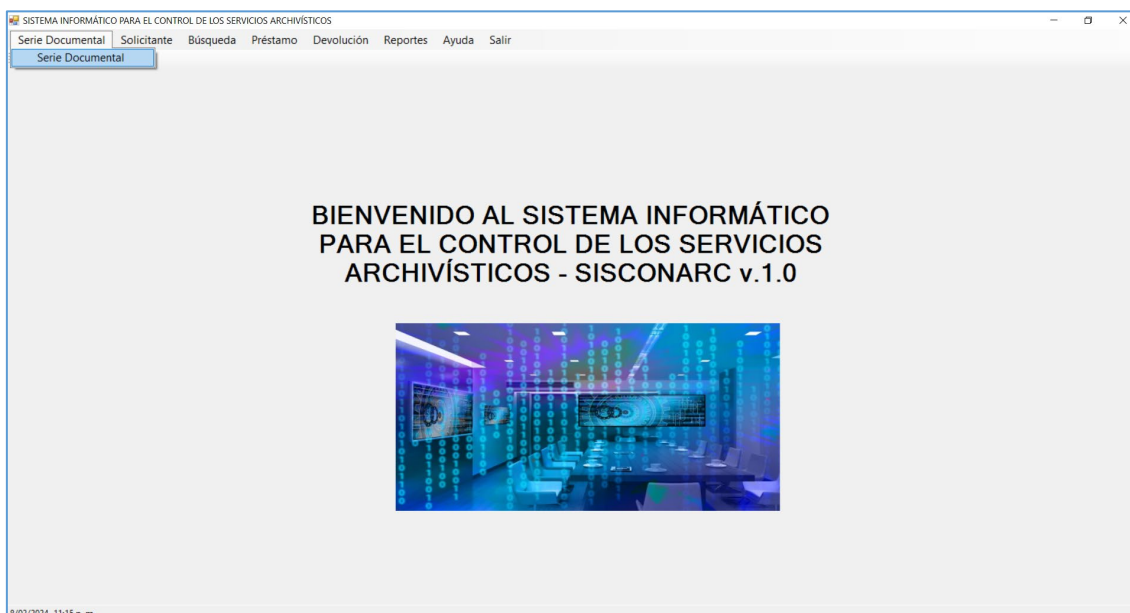 SISTEMA INFORMÁTICO PARA EL CONTROL DE LOS SERVICIOS ARCHIVÍSTICOS
Serie Documental Solicitante Búsqueda Préstamo Devolución Reportes Ayuda Salir
Serie Documental
BIENVENIDO AL SISTEMA INFORMÁTICO
PARA EL CONTROL DE LOS SERVICIOS
ARCHIVÍSTICOS - SISCONARC v.1.0